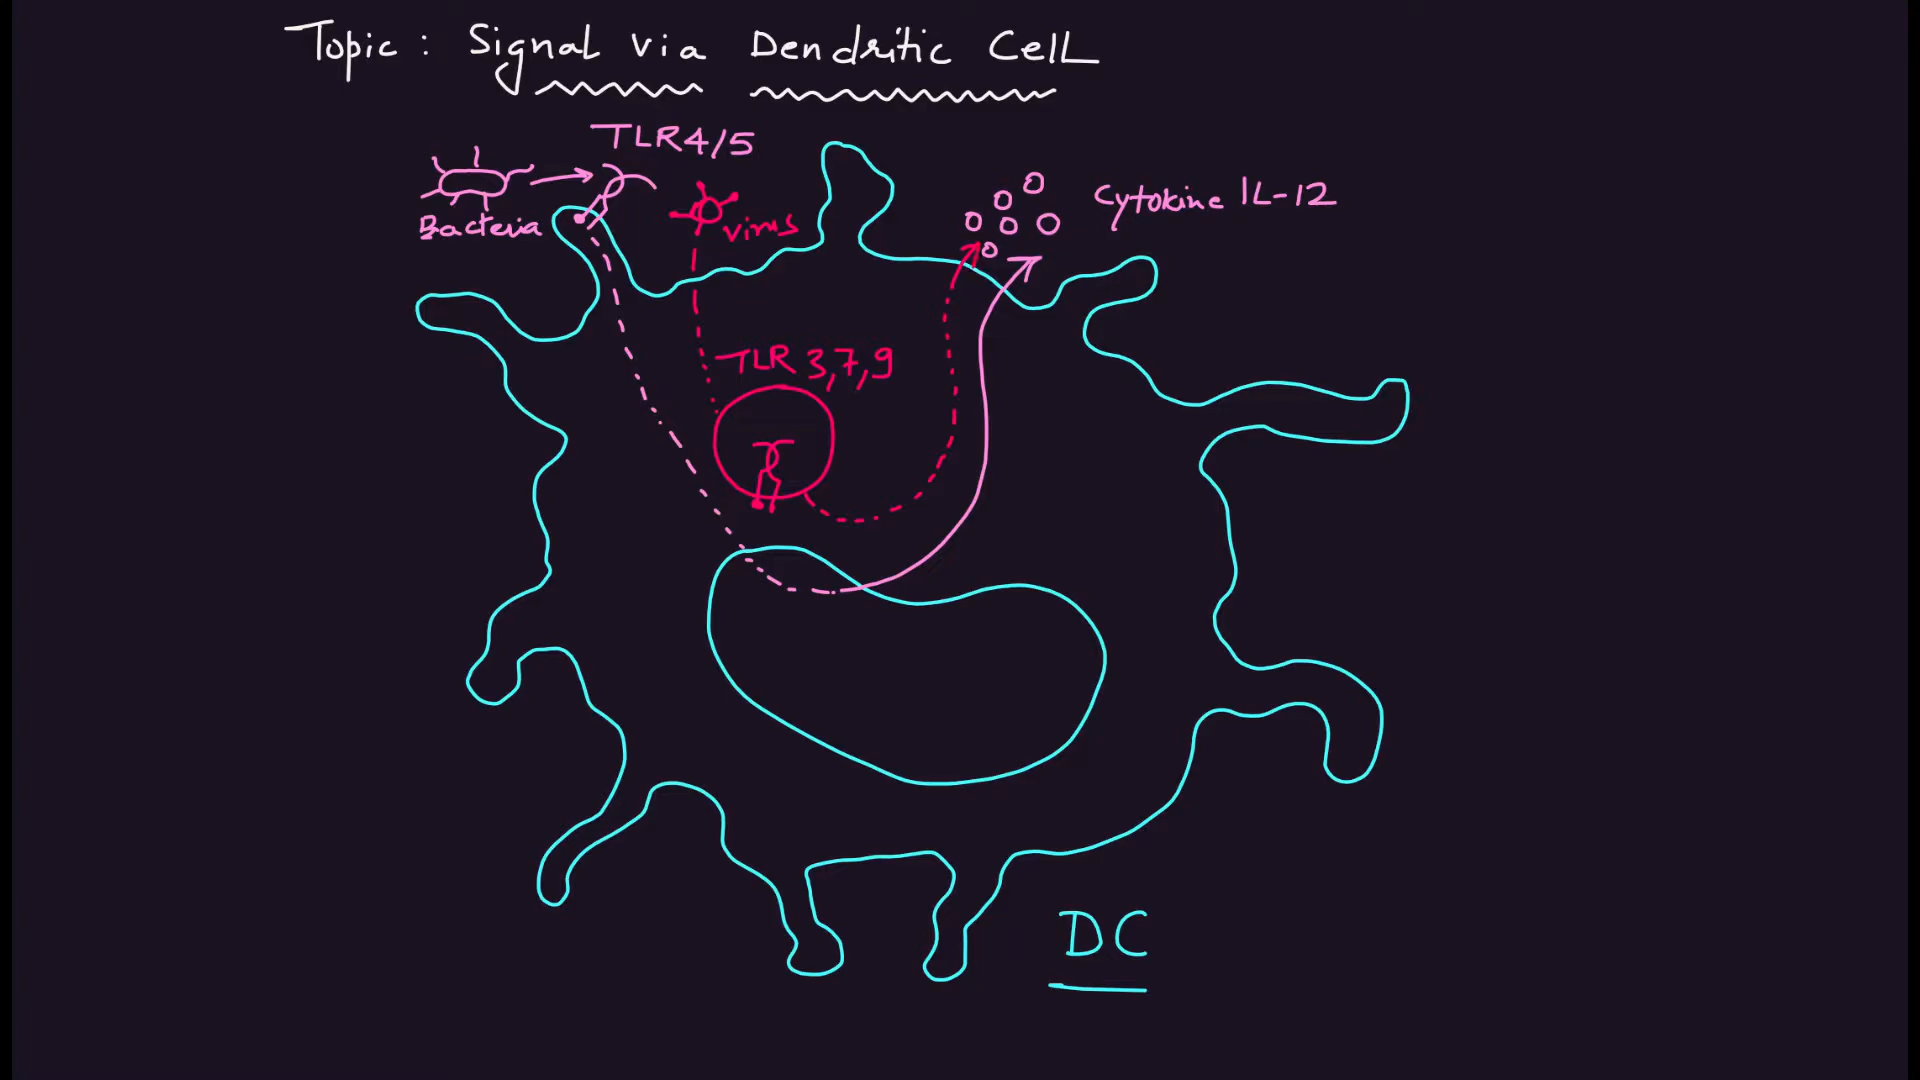 Topic : Signal via Dendritic Cell
TLR4/5
Bacteria
virus
Cytokine IL-12
TLR 3,7,9
DC